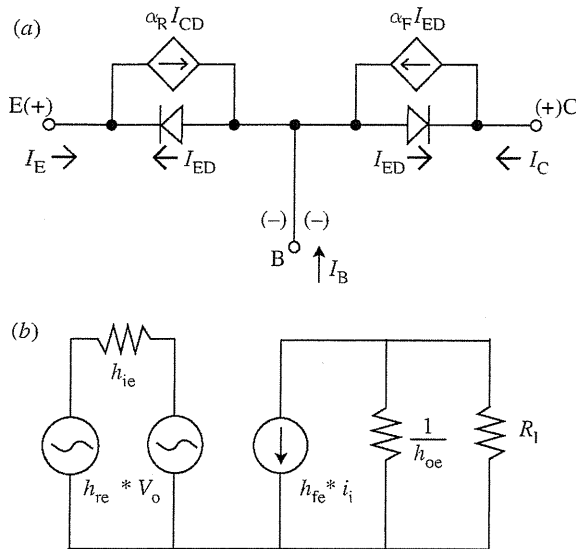 (a)
α_R I_CD α_F I_ED
E(+) (+)C
I_E I_ED I_ED I_C
(–) (–)
B I_B
(b)
h_ie
h_re * V_o h_fe * i_i 1/h_oe R_l